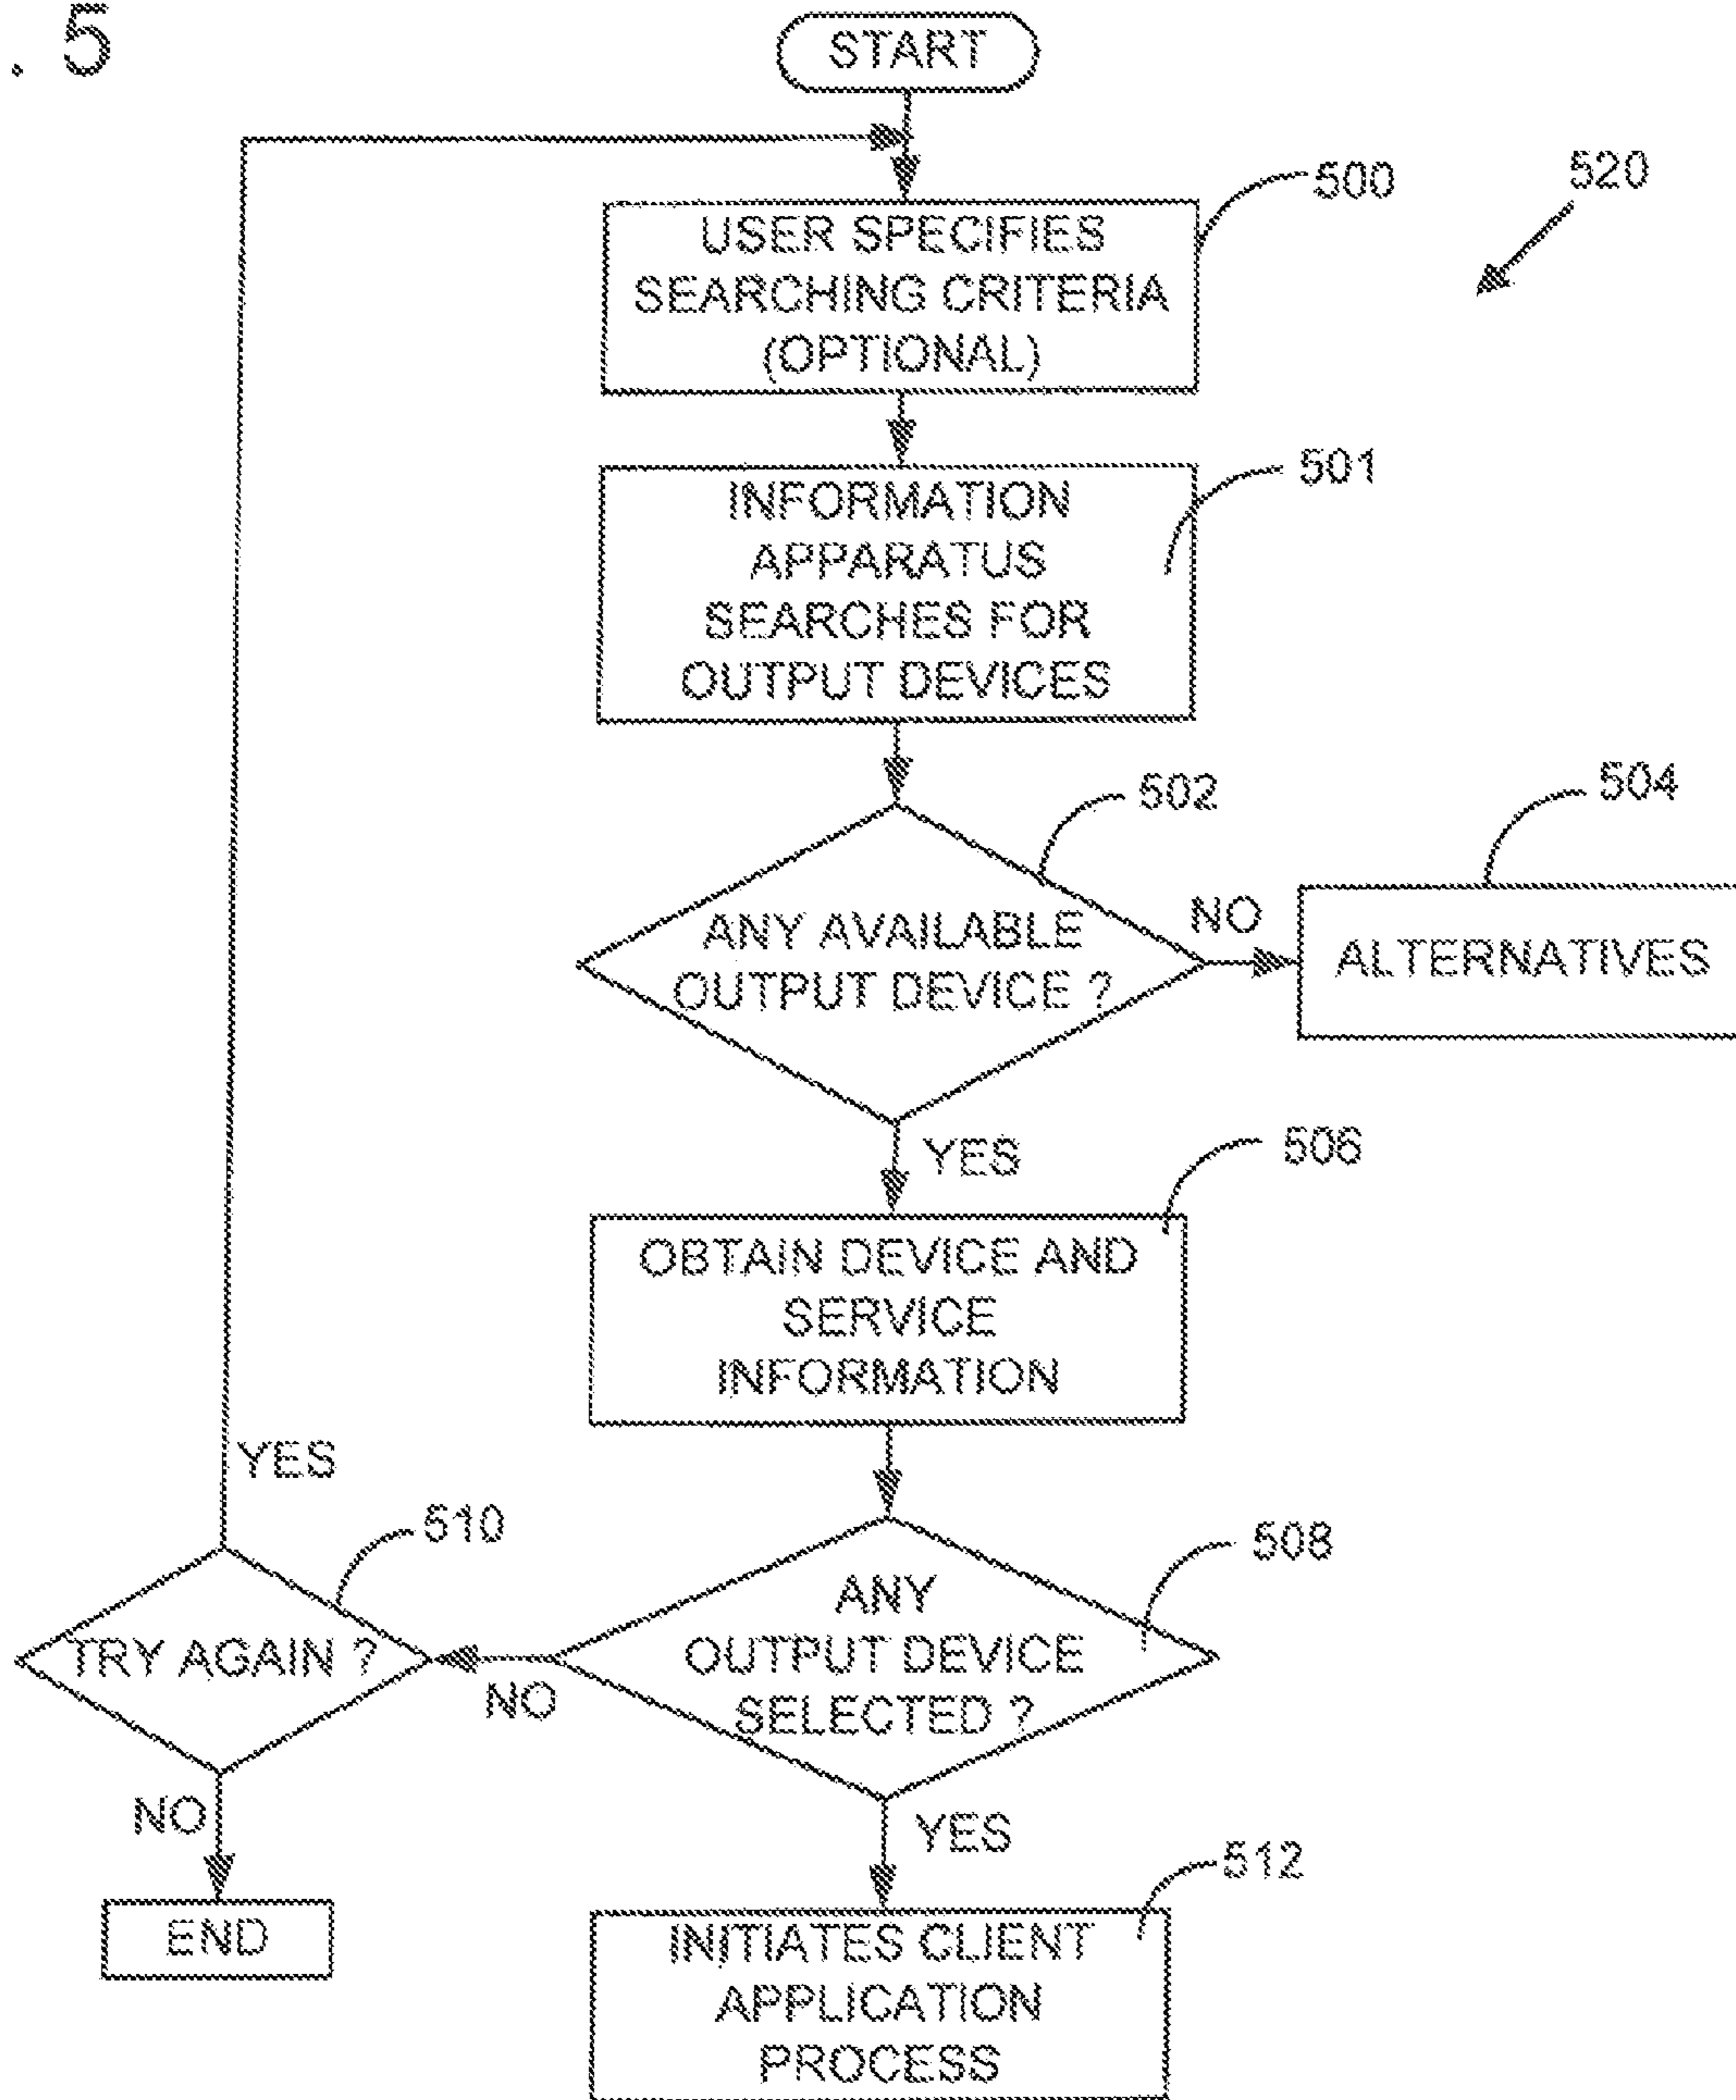 . 5
START
520
500
USER SPECIFIES
SEARCHING CRITERIA
(OPTIONAL)
501
INFORMATION
APPARATUS
SEARCHES FOR
OUTPUT DEVICES
502
504
ANY AVAILABLE
OUTPUT DEVICE ?
NO
ALTERNATIVES
YES
506
OBTAIN DEVICE AND
SERVICE
INFORMATION
YES
510
508
TRY AGAIN ?
NO
ANY
OUTPUT DEVICE
SELECTED ?
NO
YES
512
END
INITIATES CLIENT
APPLICATION
PROCESS